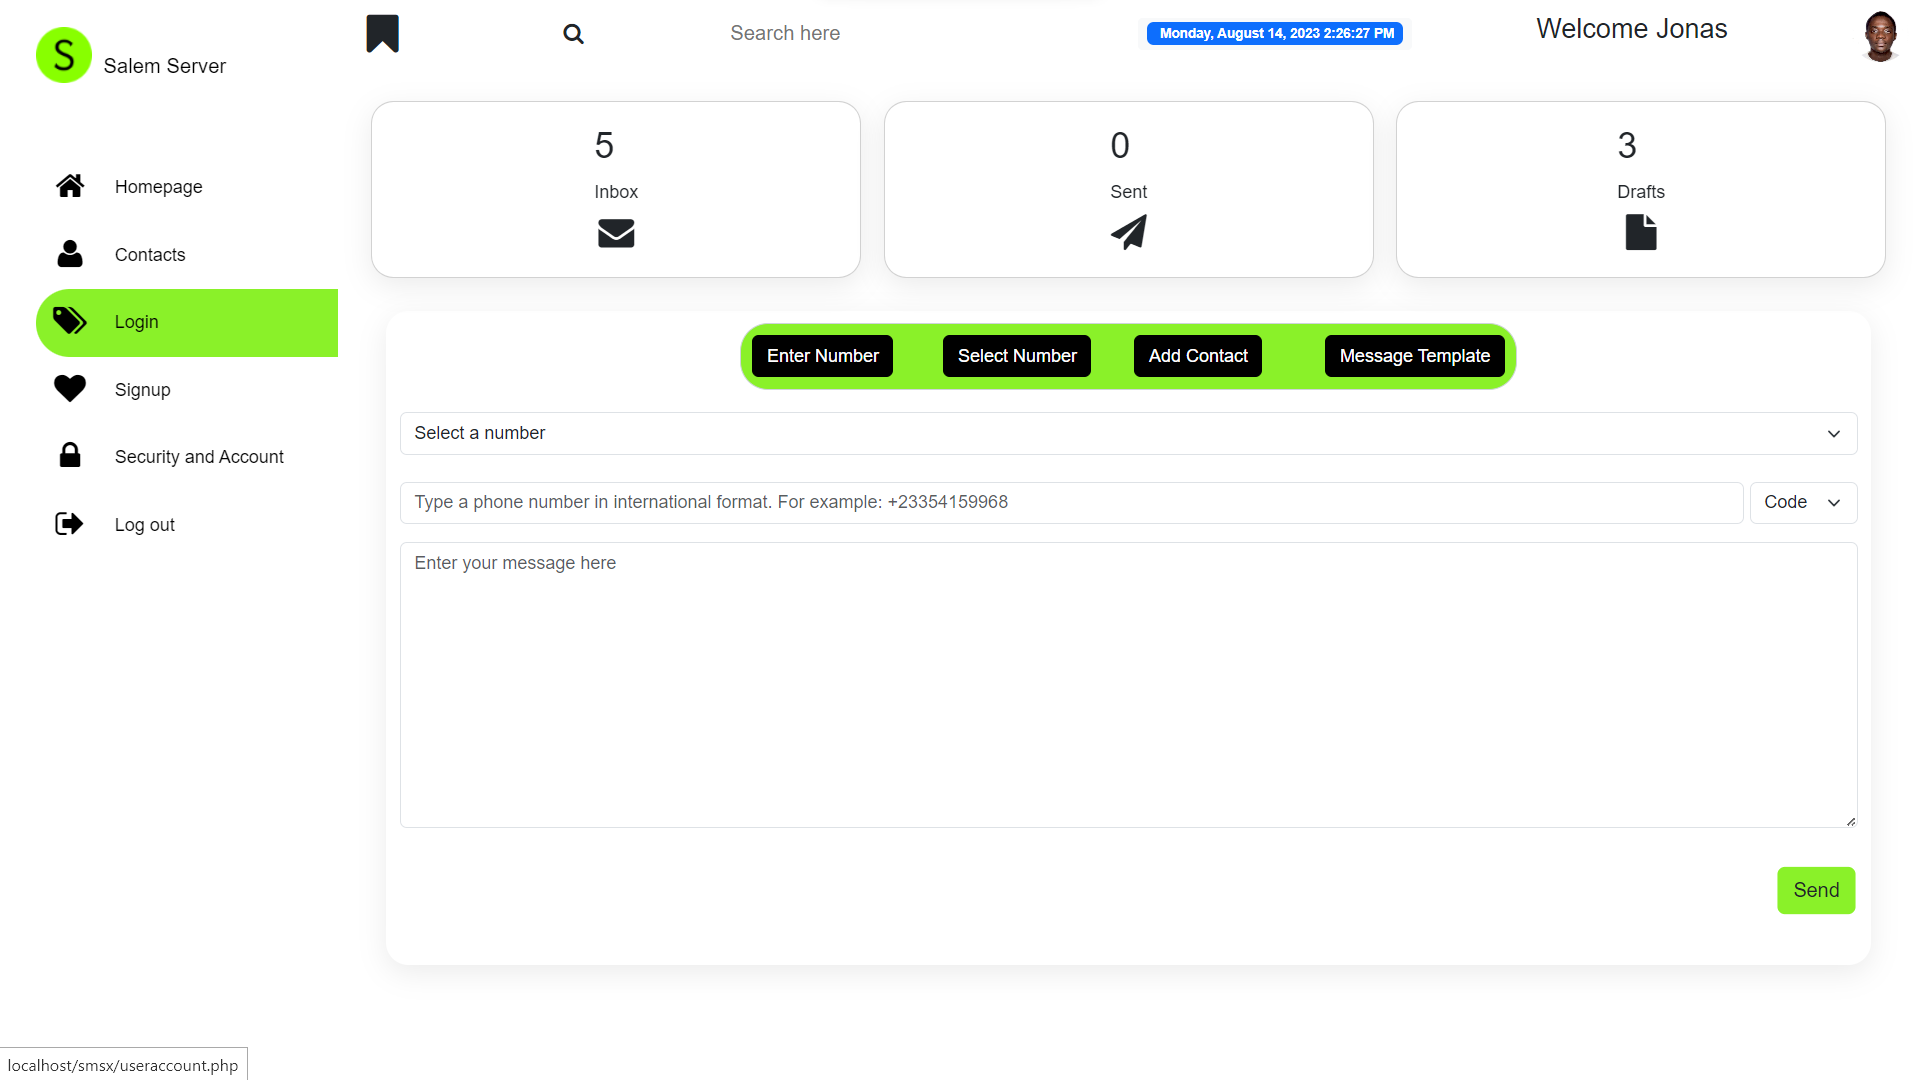 S
Salem Server
Search here
Monday, August 14, 2023 2:26:27 PM
Welcome Jonas
5
Inbox
0
Sent
3
Drafts
Homepage
Contacts
Login
Signup
Security and Account
Log out
Enter Number
Select Number
Add Contact
Message Template
Select a number
Type a phone number in international format. For example: +23354159968
Code
Enter your message here
Send
localhost/smsx/useraccount.php